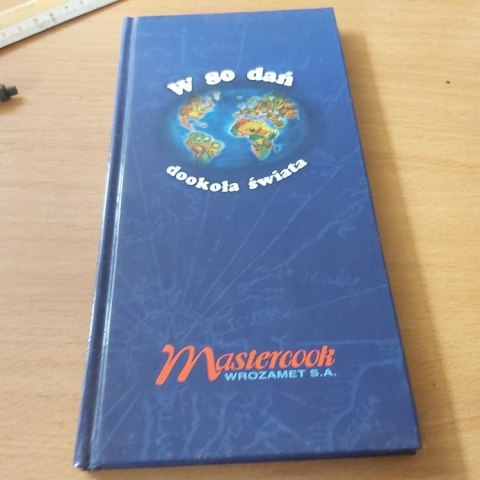 W 80 dań
dookoła świata
Mastercook
WROZAMET S.A.